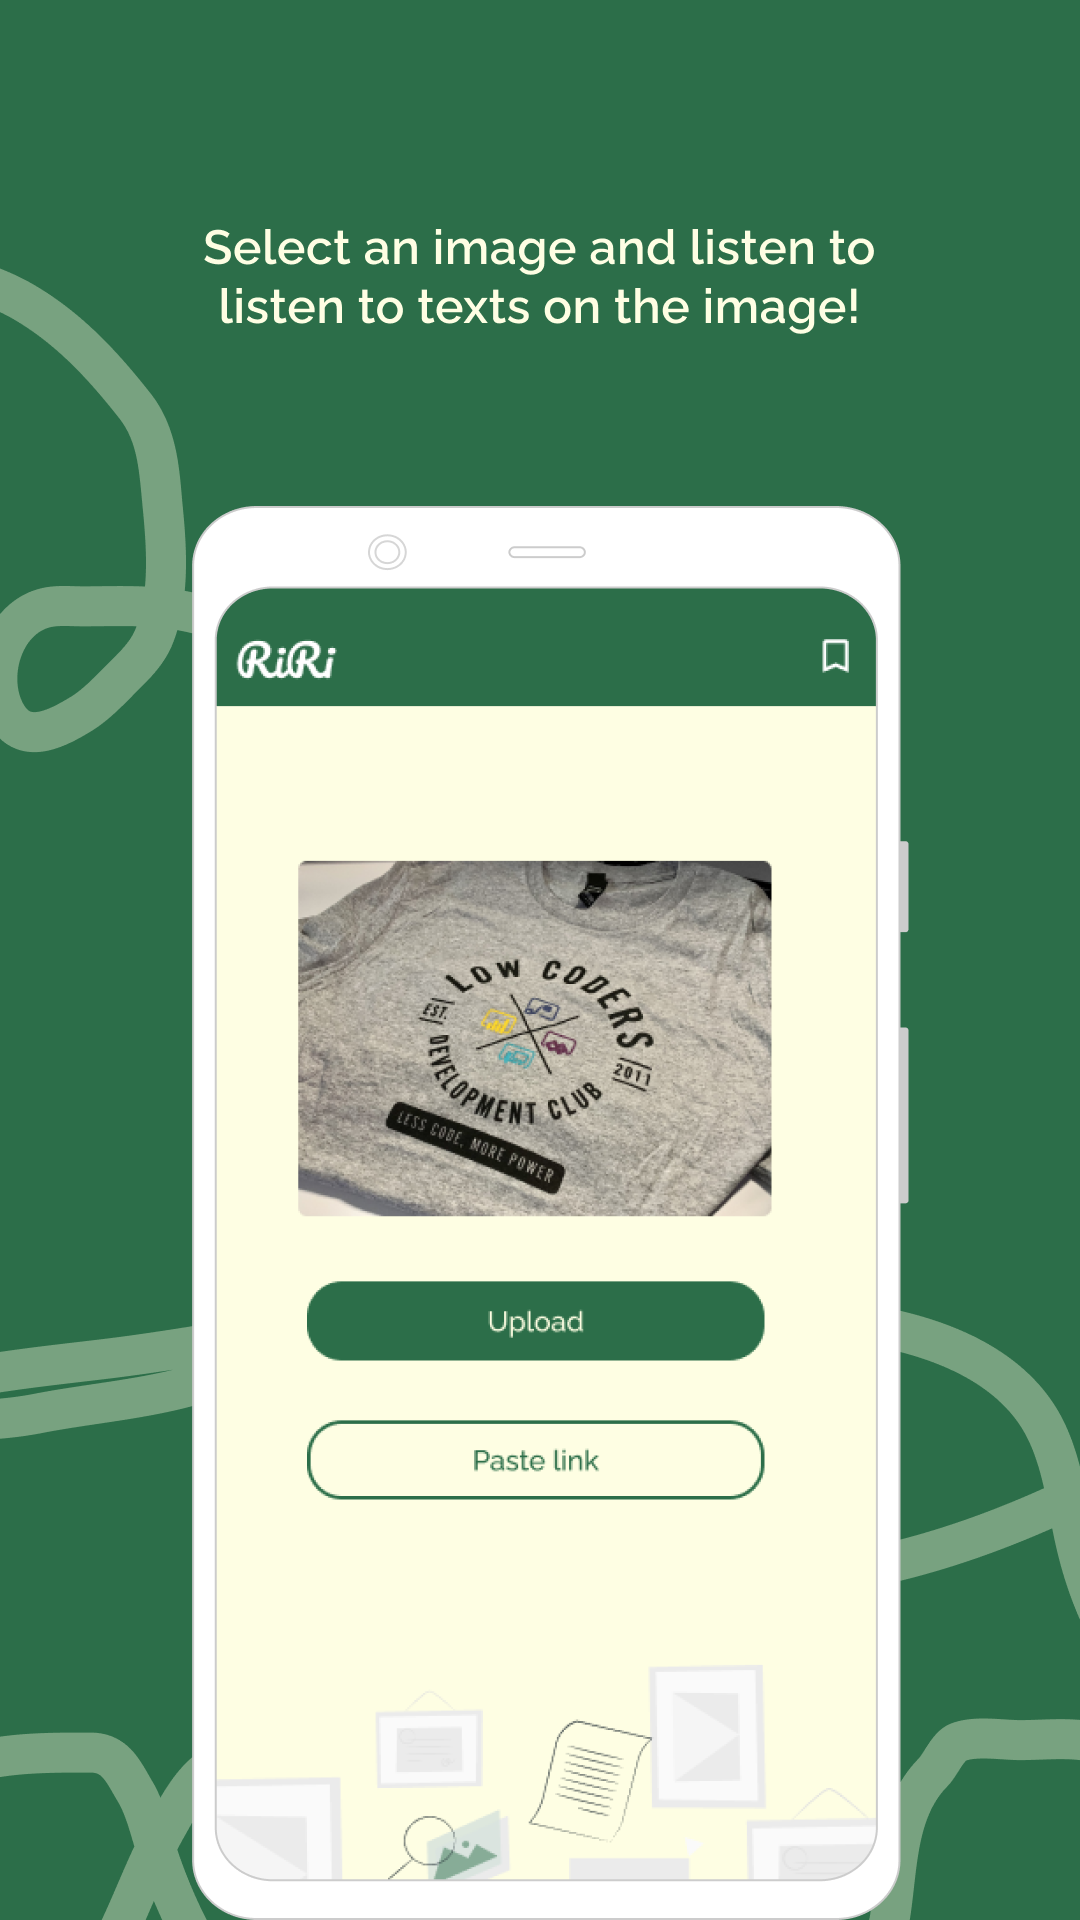 Select an image and listen to
listen to texts on the image!
RiRi
LOW CODERS
EST.
2011
DEVELOPMENT CLUB
LESS CODE, MORE POWER
Upload
Paste link